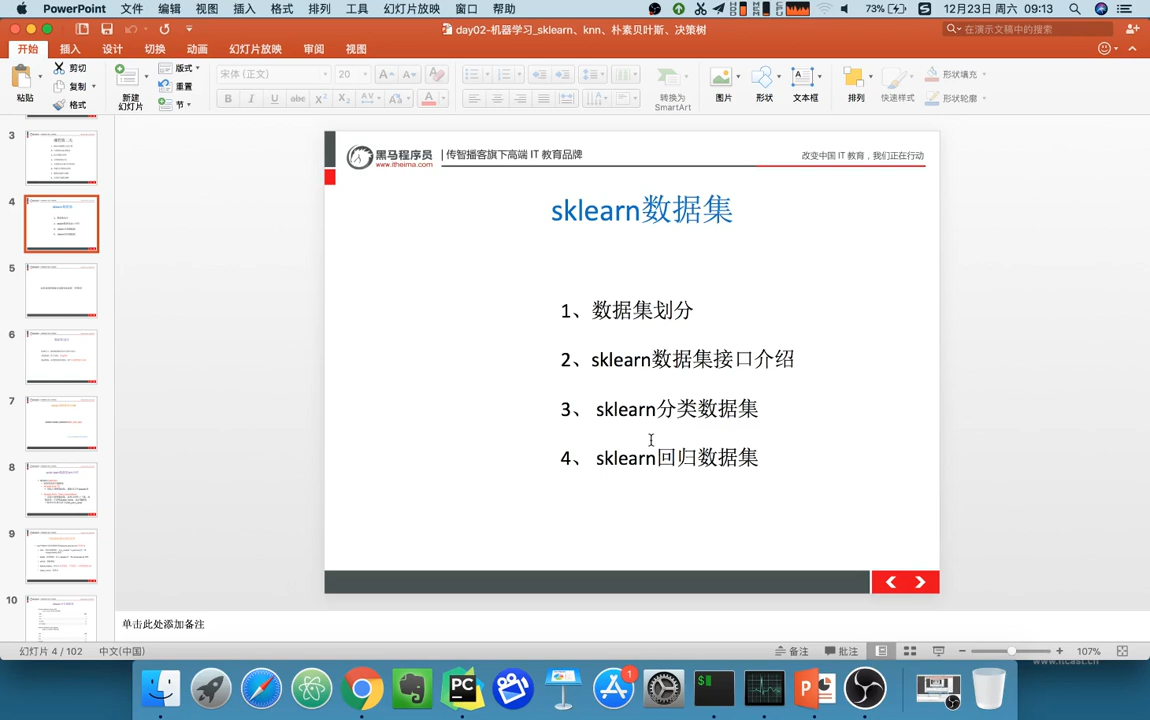 PowerPoint 文件 编辑 视图 插入 格式 排列 工具 幻灯片放映 窗口 帮助 73% 12月23日 周六 09:13
day02-机器学习_sklearn、knn、朴素贝叶斯、决策树 在演示文稿中的搜索
开始 插入 设计 切换 动画 幻灯片放映 审阅 视图
粘贴 剪切 复制 格式 新建幻灯片 版式 重置 节 宋体 (正文) 20 转换为 SmartArt 图片 形状 文本框 排列 快速样式 形状填充 形状轮廓
3
4
5
6
7
8
9
10
黑马程序员 | 传智播客旗下高端 IT 教育品牌 改变中国 IT 教育，我们正在行动
www.itheima.com
sklearn数据集
1、数据集划分
2、sklearn数据集接口介绍
3、 sklearn分类数据集
4、 sklearn回归数据集
单击此处添加备注
幻灯片 4 / 102 中文(中国) 备注 批注 107%
www.itcast.cn
1
PC
$
P